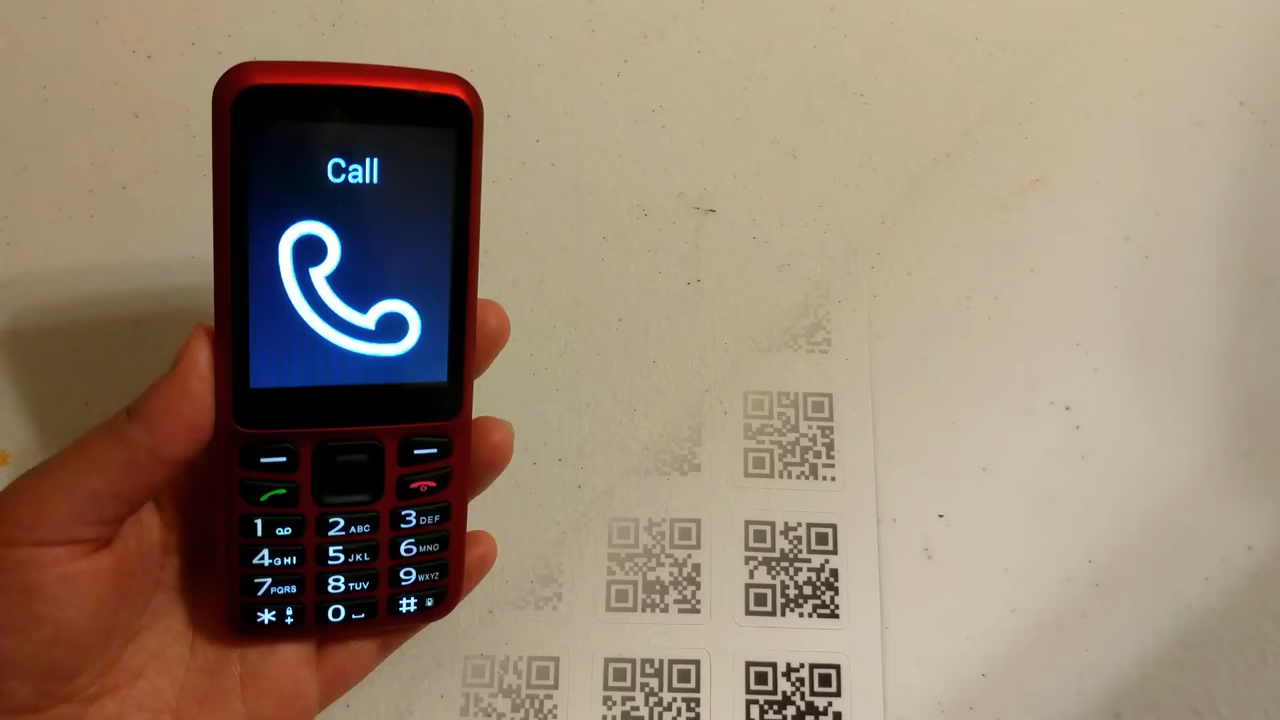 Call
1
2 ABC
3 DEF
4 GHI
5 JKL
6 MNO
7 PQRS
8 TUV
9 WXYZ
*
+
0
#